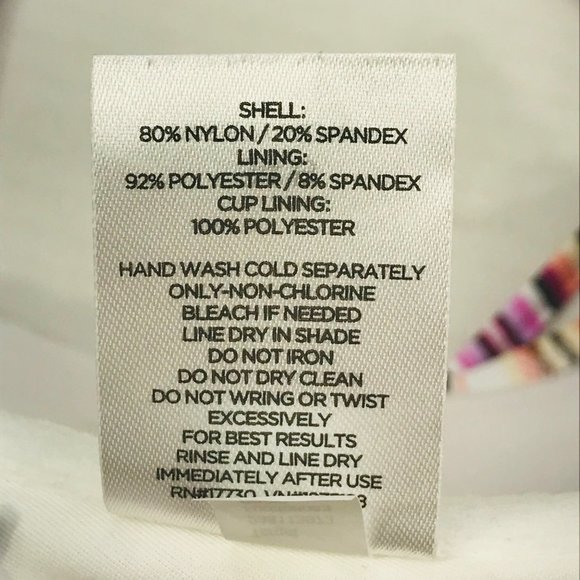 SHELL:
80% NYLON / 20% SPANDEX
LINING:
92% POLYESTER / 8% SPANDEX
CUP LINING:
100% POLYESTER
HAND WASH COLD SEPARATELY
ONLY-NON-CHLORINE
BLEACH IF NEEDED
LINE DRY IN SHADE
DO NOT IRON
DO NOT DRY CLEAN
DO NOT WRING OR TWIST
EXCESSIVELY
FOR BEST RESULTS
RINSE AND LINE DRY
IMMEDIATELY AFTER USE
RN#17730